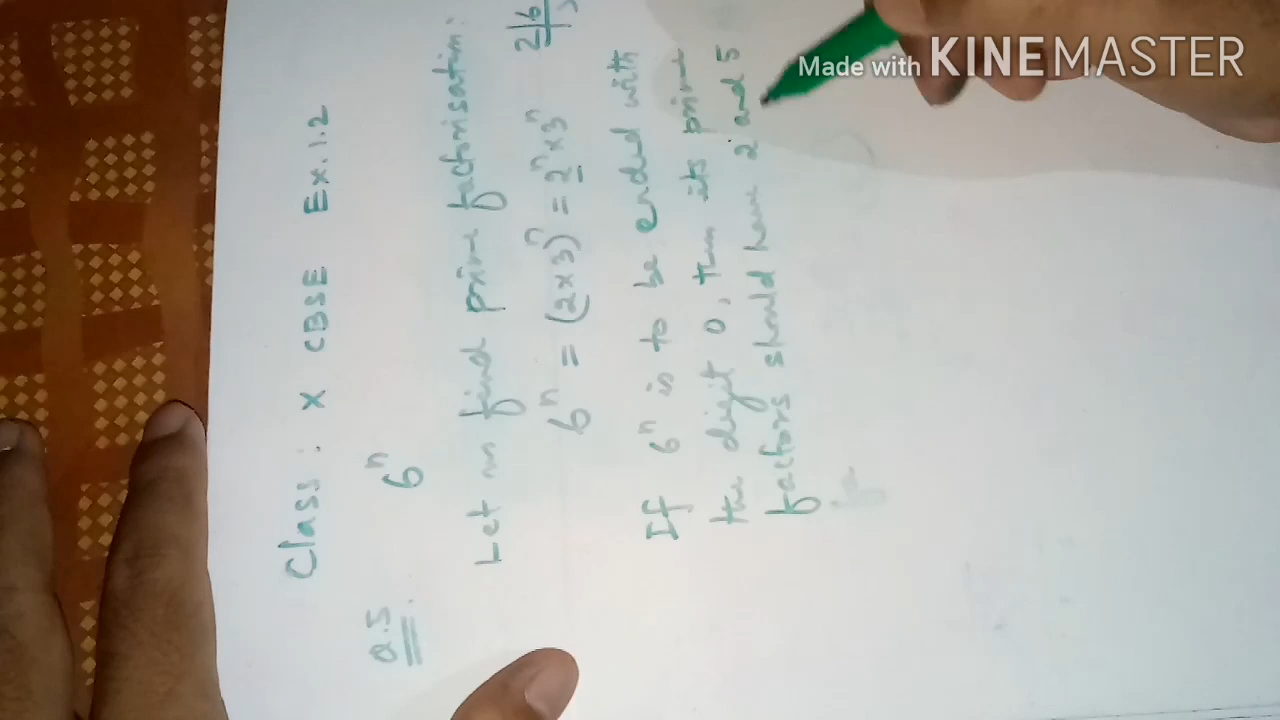 Class : X CBSE Ex.1.2
Q.5 6ⁿ
Let us find prime factorisation:
6ⁿ = (2×3)ⁿ = 2ⁿ×3ⁿ 2|6
If 6ⁿ is to be ended with
the digit 0, then its prime
factors should have 2 and 5
Made with KINEMASTER